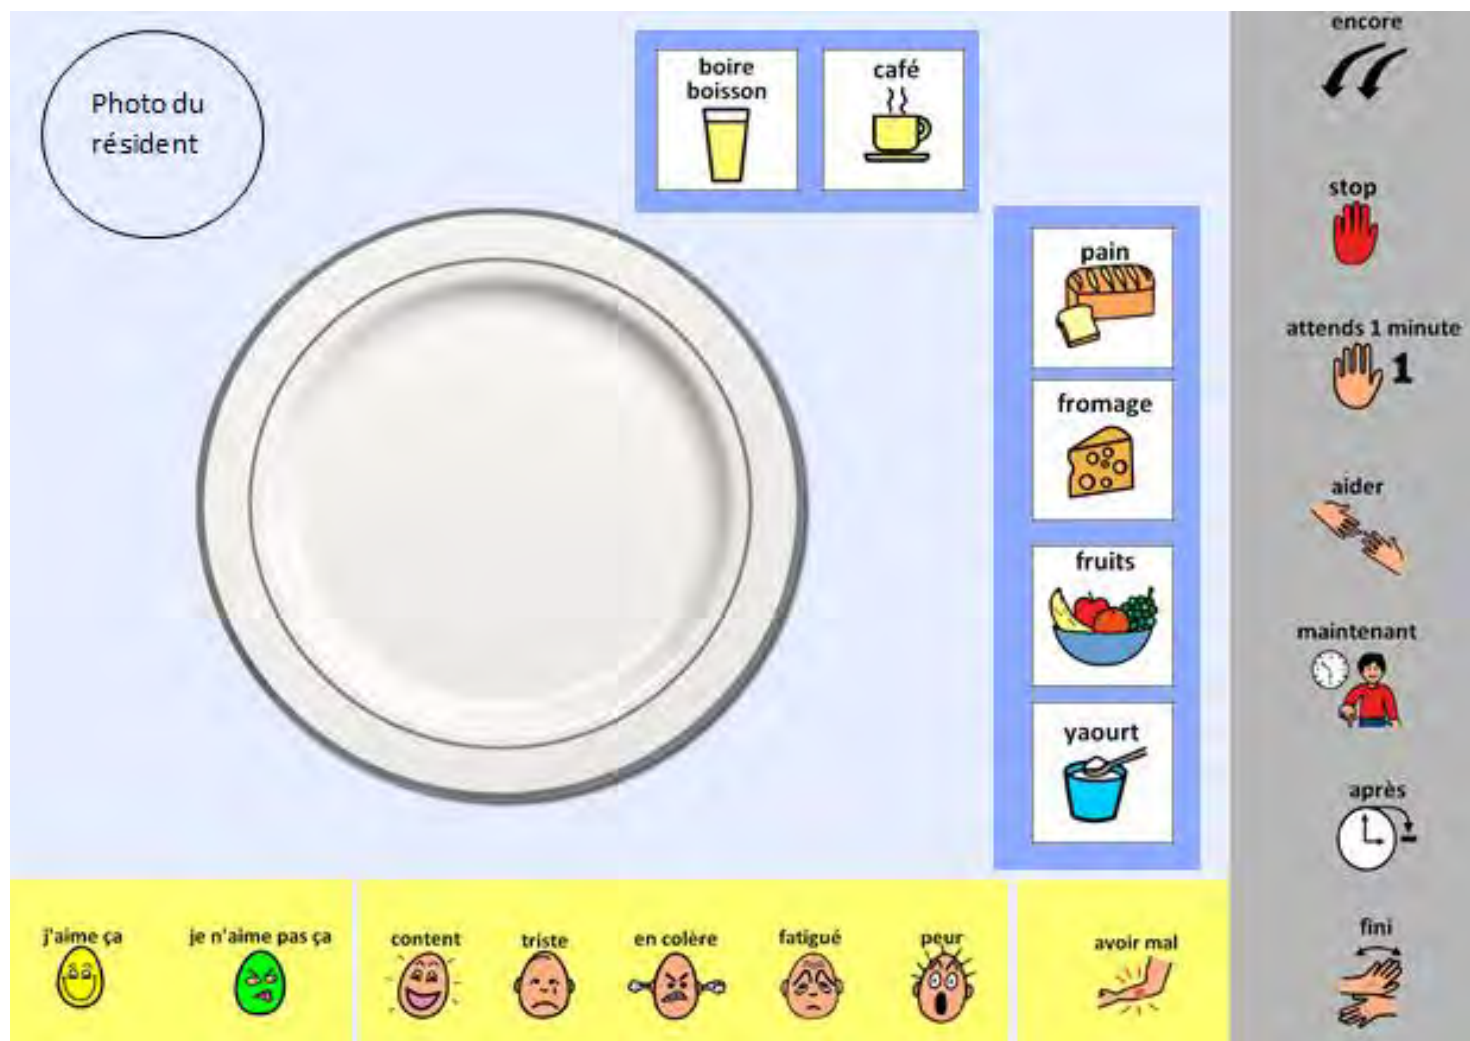 Photo du
résident
boire
boisson
café
pain
fromage
fruits
yaourt
encore
stop
attends 1 minute
1
aider
maintenant
après
fini
j'aime ça
je n'aime pas ça
content
triste
en colère
fatigué
peur
avoir mal